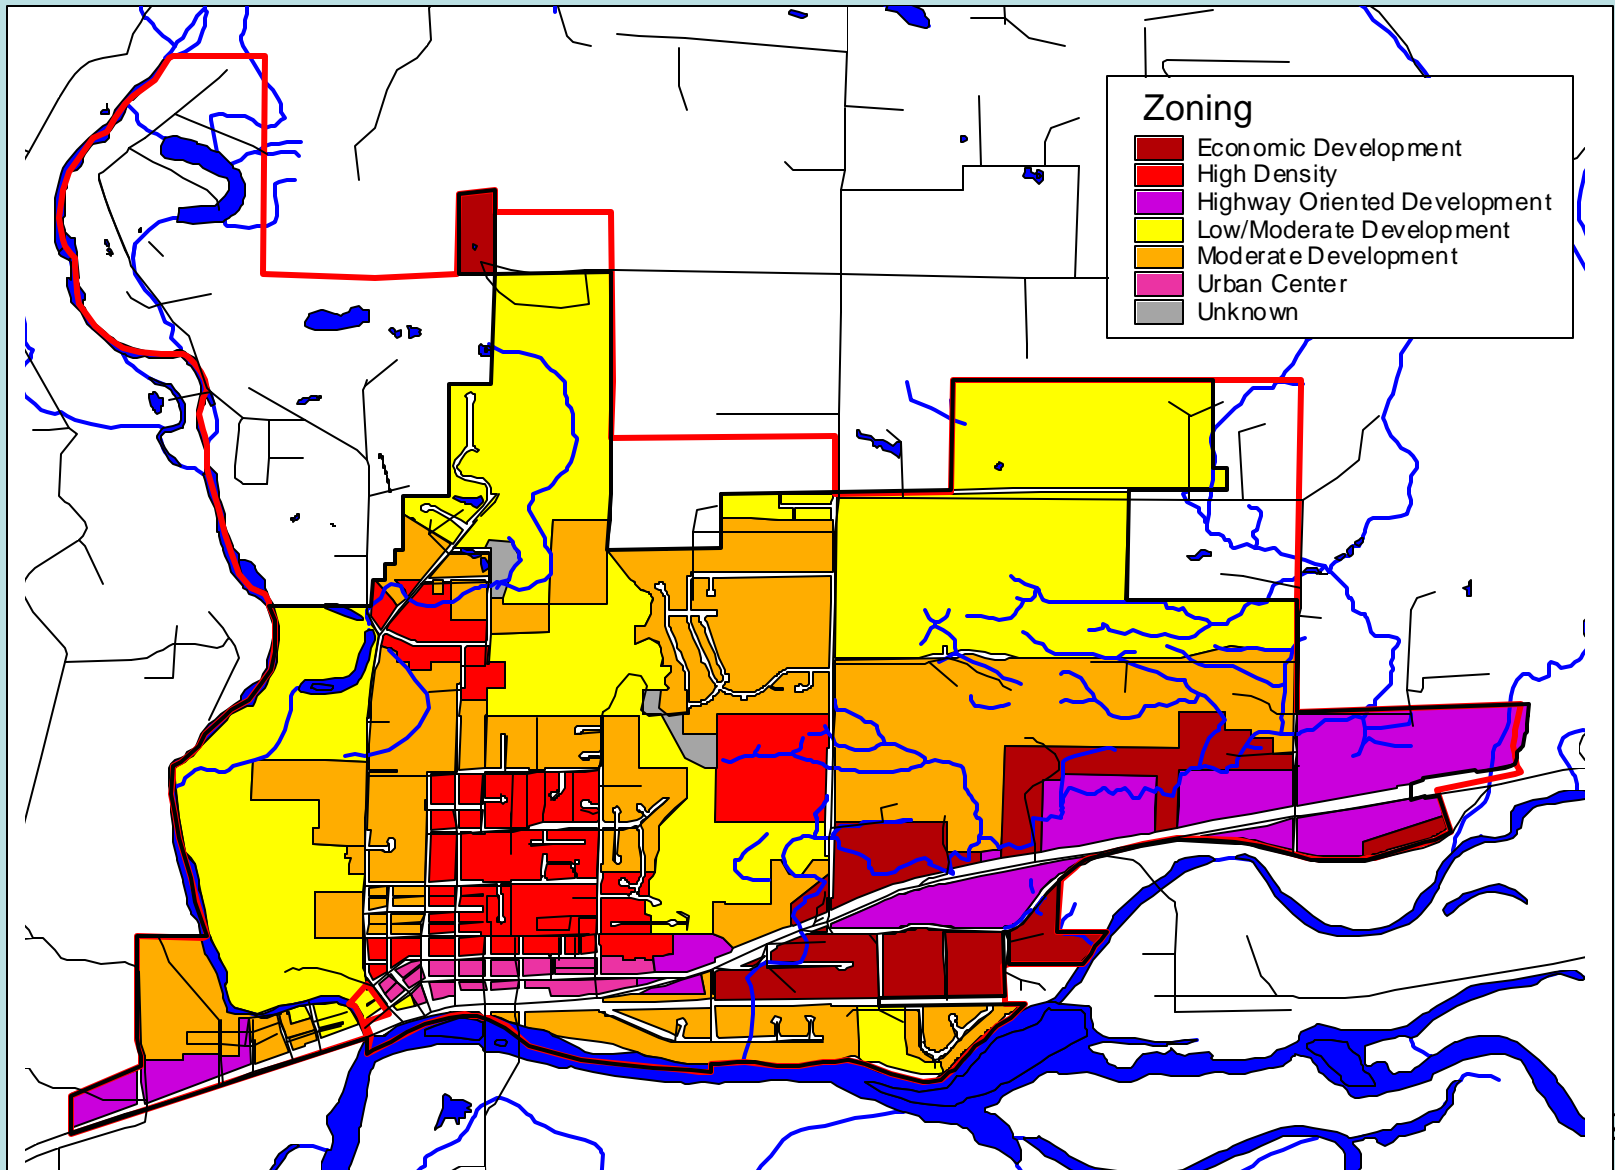 Zoning
Economic Development
High Density
Highway Oriented Development
Low/Moderate Development
Moderate Development
Urban Center
Unknown